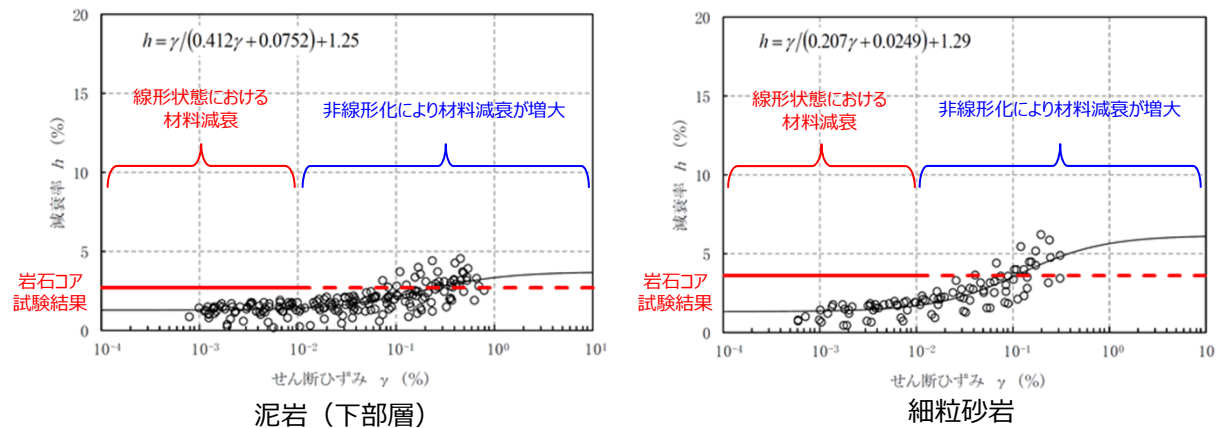 20
15
10
5
0
減衰率 h (%)
h=γ/(0.412γ+0.0752)+1.25
線形状態における
材料減衰
非線形化により材料減衰が増大
岩石コア
試験結果
10⁻⁴
10⁻³
10⁻²
10⁻¹
10⁰
10¹
せん断ひずみ γ (%)
泥岩（下部層）
20
15
10
5
0
減衰率 h (%)
h=γ/(0.207γ+0.0249)+1.29
線形状態における
材料減衰
非線形化により材料減衰が増大
岩石コア
試験結果
10⁻⁴
10⁻³
10⁻²
10⁻¹
10⁰
10
せん断ひずみ γ (%)
細粒砂岩